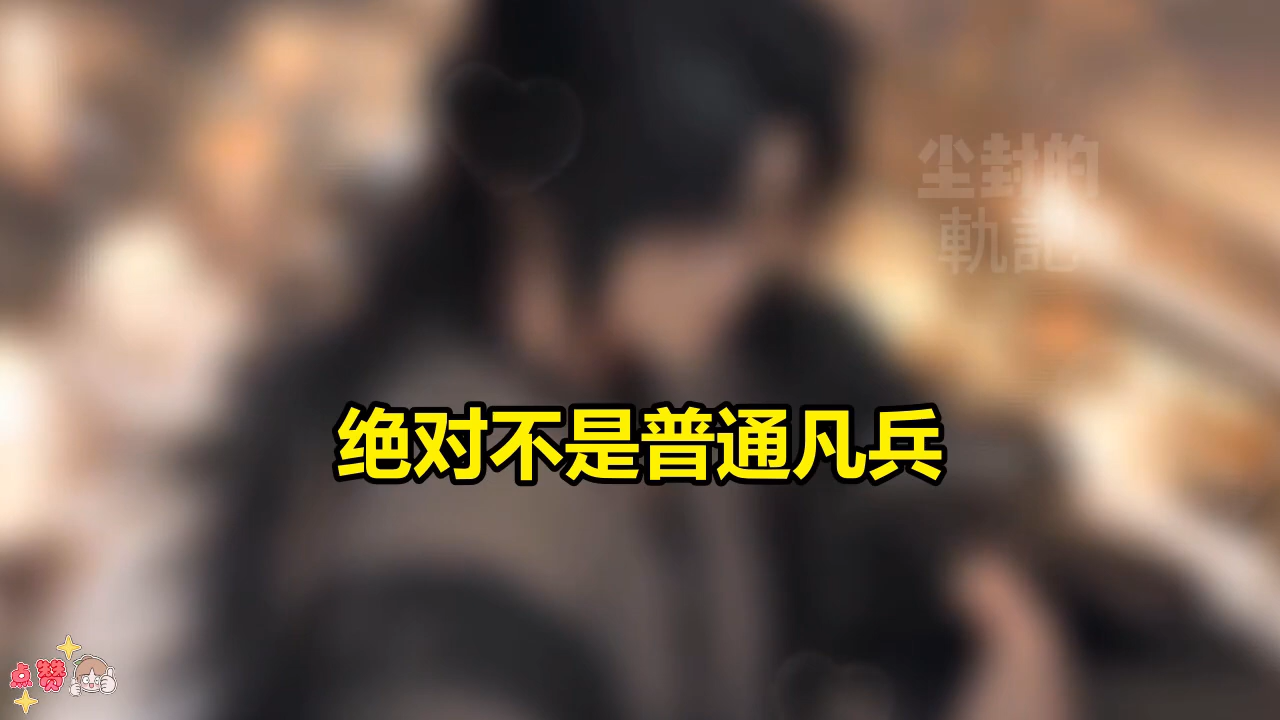 尘封的
軌記
绝对不是普通凡兵
点赞